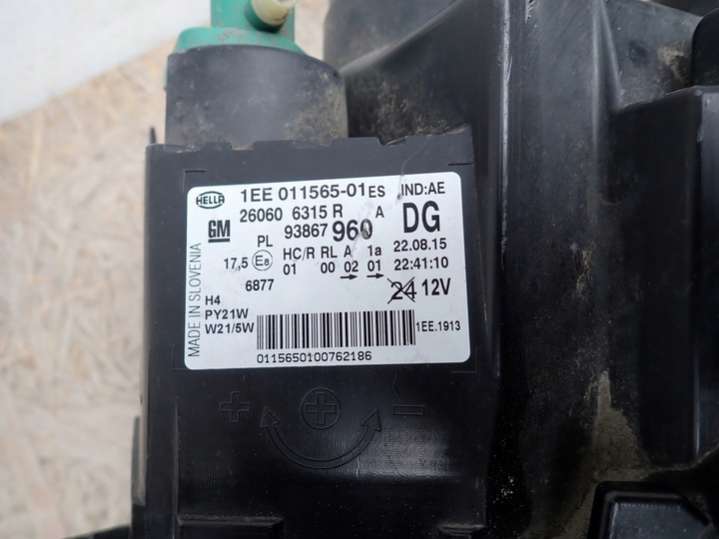 HELLA 1EE 011565-01 ES IND:AE
GM 26060 6315 R A DG
93867 960
PL HC/R RL A 1a 22.08.15
17,5 E8 01 00 02 01 22:41:10
6877 24 12V
H4
PY21W
W21/5W 1EE.1913
0115650100762186
MADE IN SLOVENIA